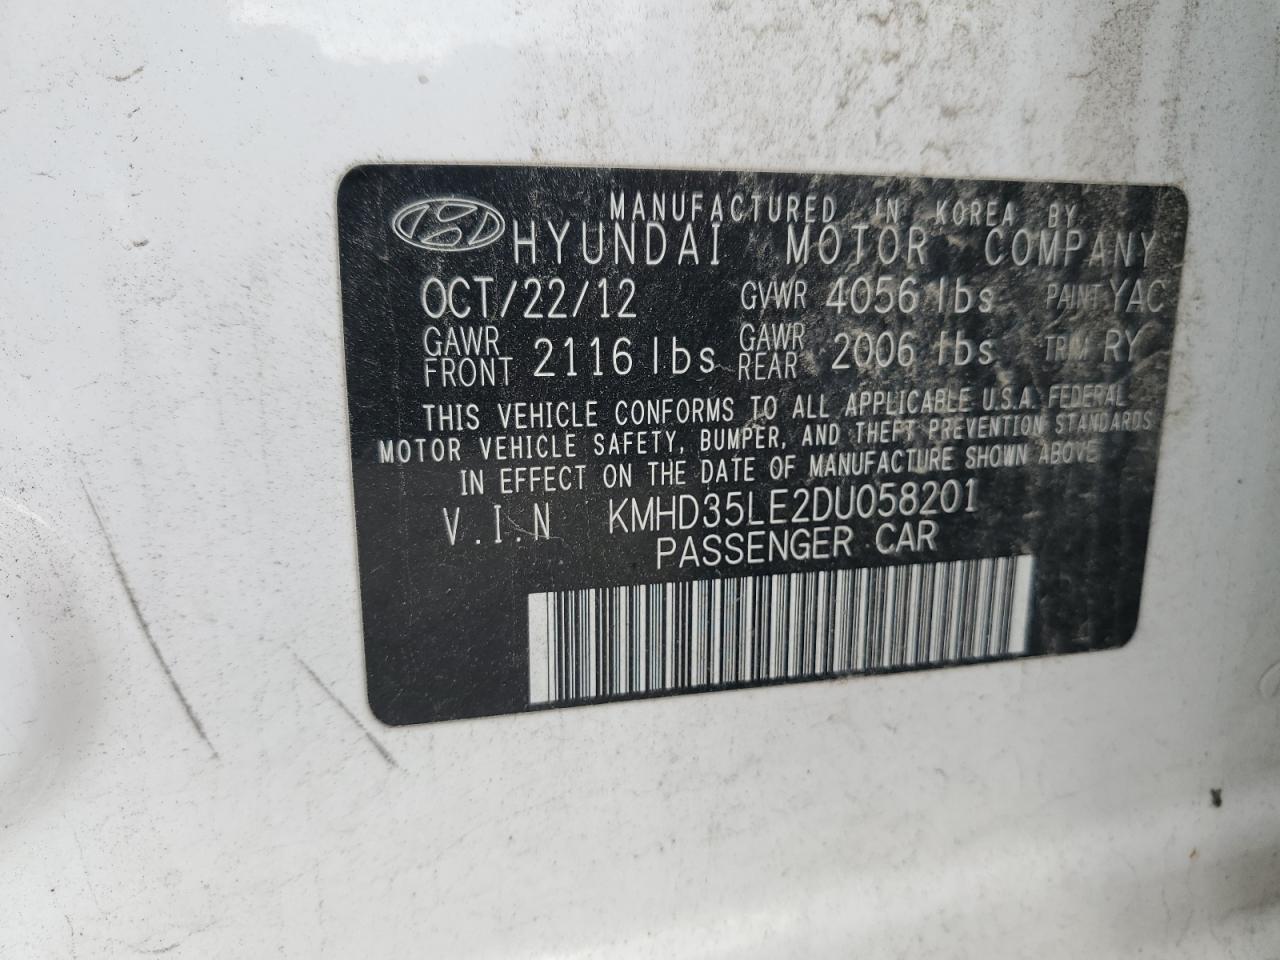 MANUFACTURED IN KOREA BY
HYUNDAI MOTOR COMPANY
OCT/22/12 GVWR 4056 lbs PAINT YAC
GAWR FRONT 2116 lbs GAWR REAR 2006 lbs TRIM RY
THIS VEHICLE CONFORMS TO ALL APPLICABLE U.S.A. FEDERAL
MOTOR VEHICLE SAFETY, BUMPER, AND THEFT PREVENTION STANDARDS
IN EFFECT ON THE DATE OF MANUFACTURE SHOWN ABOVE
V.I.N KMHD35LE2DU058201
PASSENGER CAR